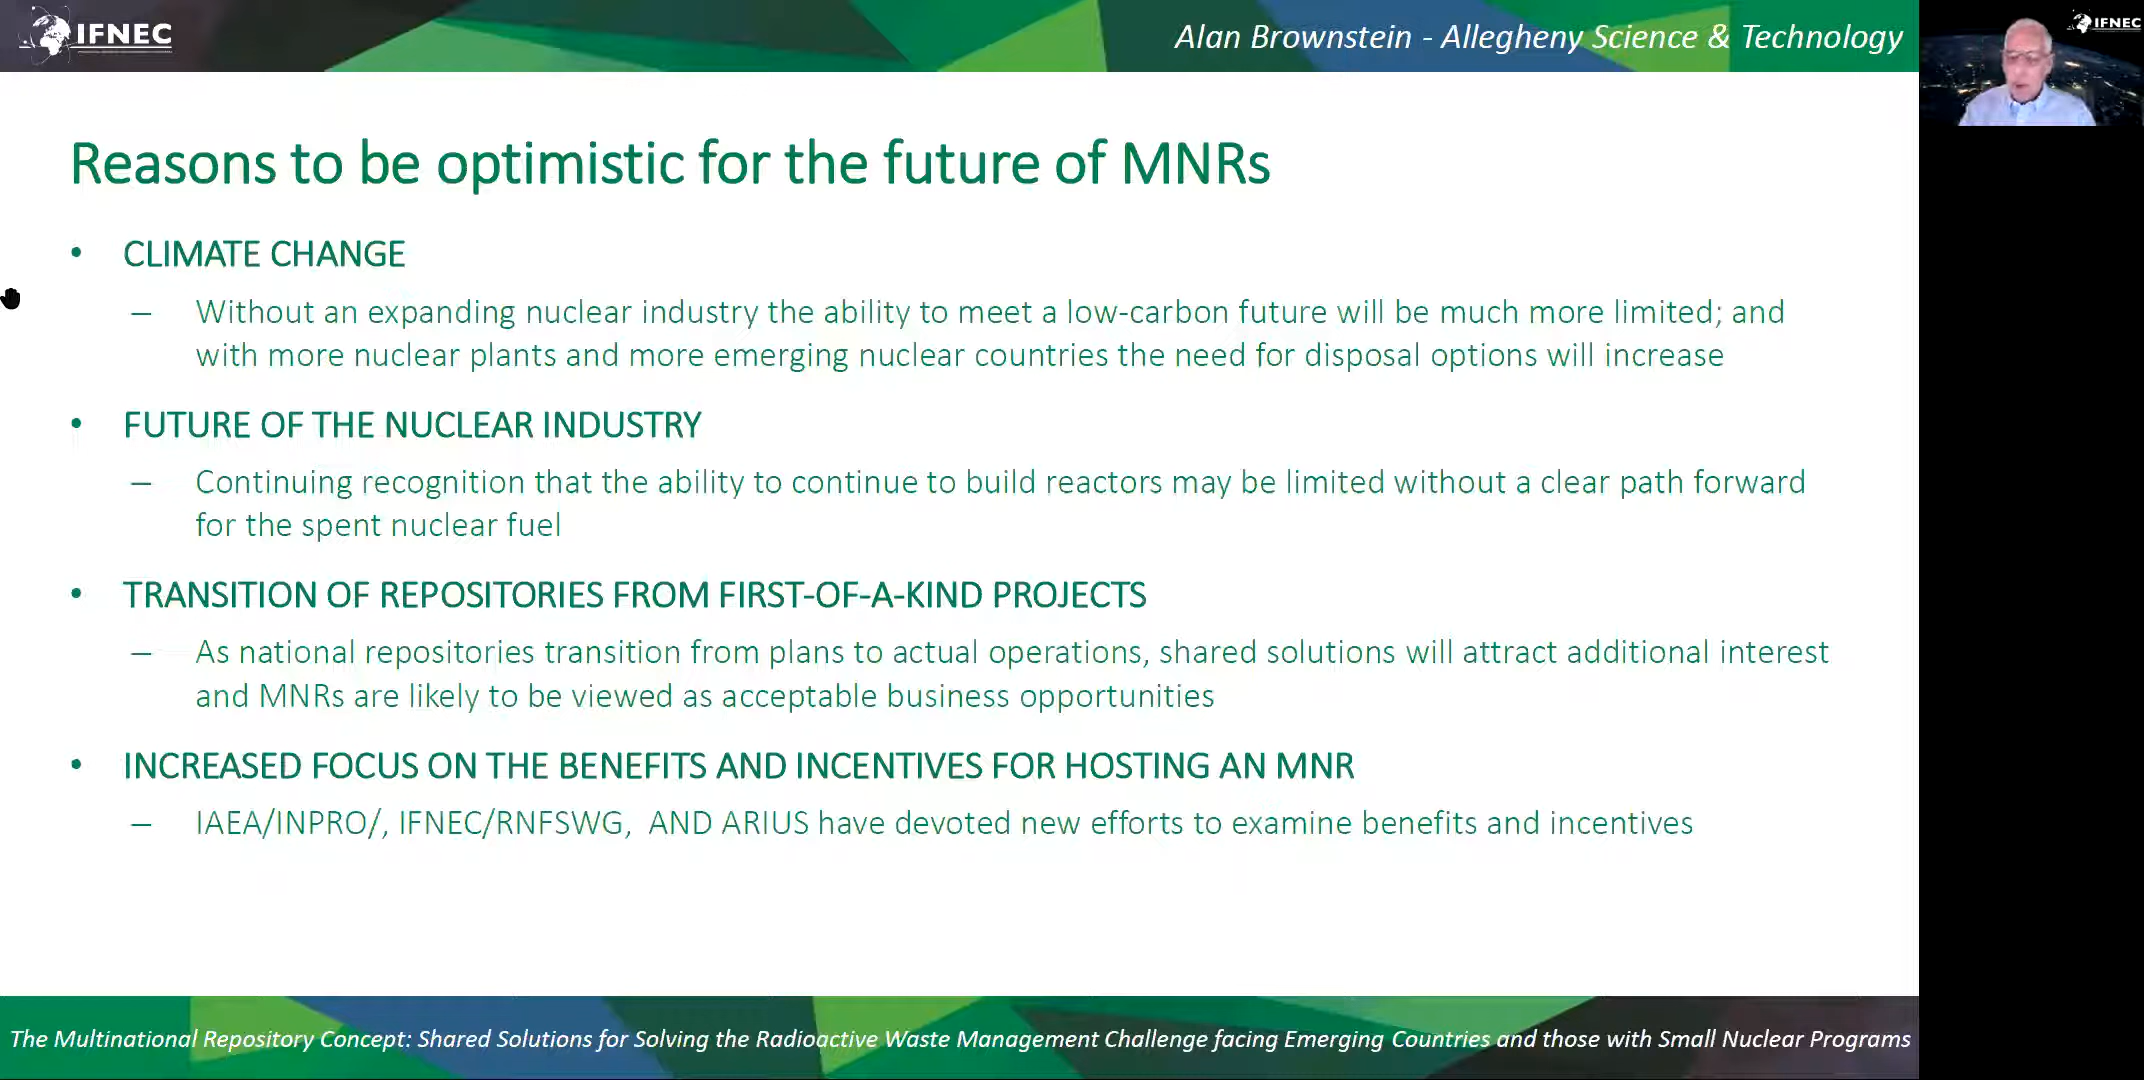 IFNEC
Alan Brownstein - Allegheny Science & Technology
IFNEC
Reasons to be optimistic for the future of MNRs
• CLIMATE CHANGE
– Without an expanding nuclear industry the ability to meet a low-carbon future will be much more limited; and
with more nuclear plants and more emerging nuclear countries the need for disposal options will increase
• FUTURE OF THE NUCLEAR INDUSTRY
– Continuing recognition that the ability to continue to build reactors may be limited without a clear path forward
for the spent nuclear fuel
• TRANSITION OF REPOSITORIES FROM FIRST-OF-A-KIND PROJECTS
– As national repositories transition from plans to actual operations, shared solutions will attract additional interest
and MNRs are likely to be viewed as acceptable business opportunities
• INCREASED FOCUS ON THE BENEFITS AND INCENTIVES FOR HOSTING AN MNR
– IAEA/INPRO/, IFNEC/RNFSWG, AND ARIUS have devoted new efforts to examine benefits and incentives
The Multinational Repository Concept: Shared Solutions for Solving the Radioactive Waste Management Challenge facing Emerging Countries and those with Small Nuclear Programs